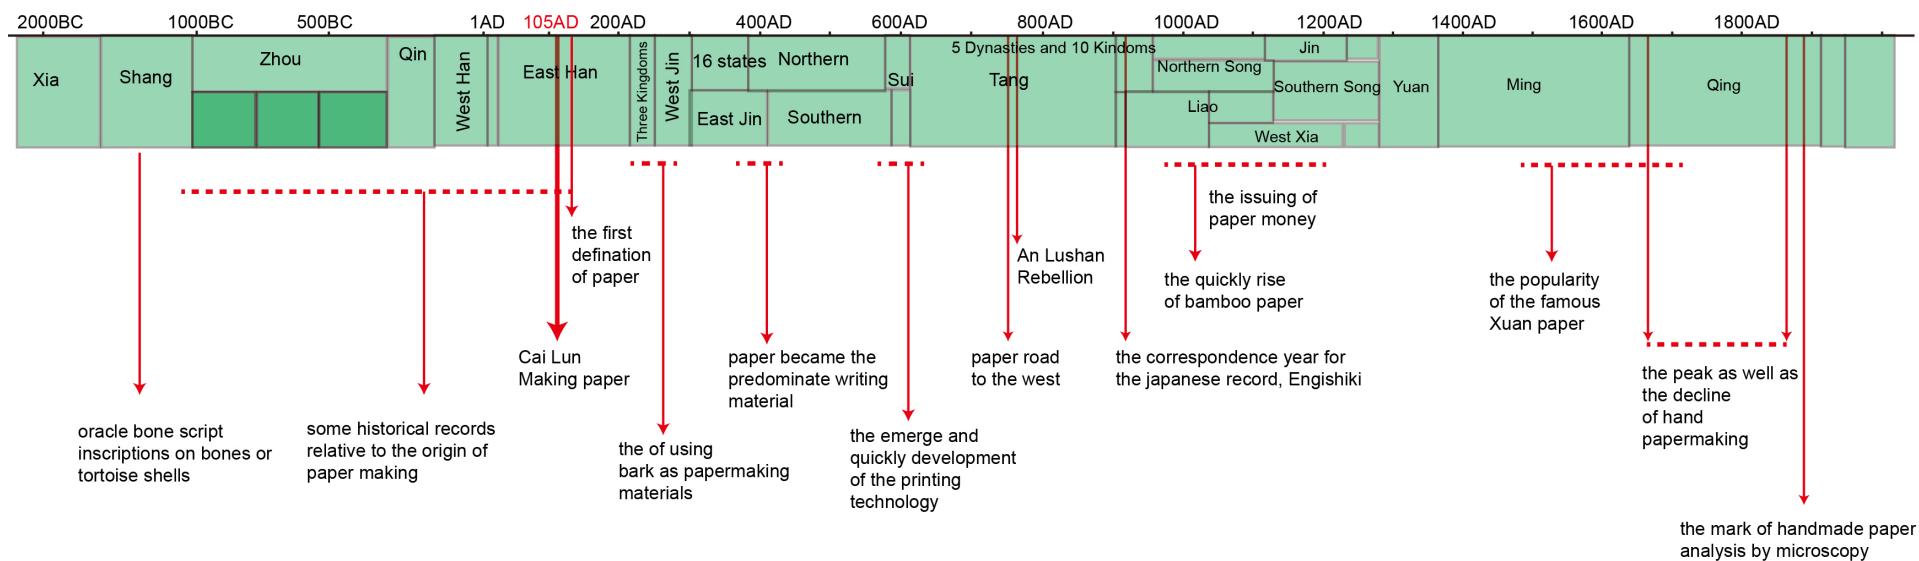 2000BC 1000BC 500BC 1AD 105AD 200AD 400AD 600AD 800AD 1000AD 1200AD 1400AD 1600AD 1800AD
Xia
Shang
Zhou
Qin
West Han
East Han
Three Kingdoms
West Jin
16 states
Northern
East Jin
Southern
Sui
Tang
5 Dynasties and 10 Kindoms
Northern Song
Liao
Jin
Southern Song
West Xia
Yuan
Ming
Qing
oracle bone script
inscriptions on bones or
tortoise shells
some historical records
relative to the origin of
paper making
Cai Lun
Making paper
the first
defination
of paper
the of using
bark as papermaking
materials
paper became the
predominate writing
material
the emerge and
quickly development
of the printing
technology
paper road
to the west
An Lushan
Rebellion
the correspondence year for
the japanese record, Engishiki
the issuing of
paper money
the quickly rise
of bamboo paper
the popularity
of the famous
Xuan paper
the peak as well as
the decline
of hand
papermaking
the mark of handmade paper
analysis by microscopy